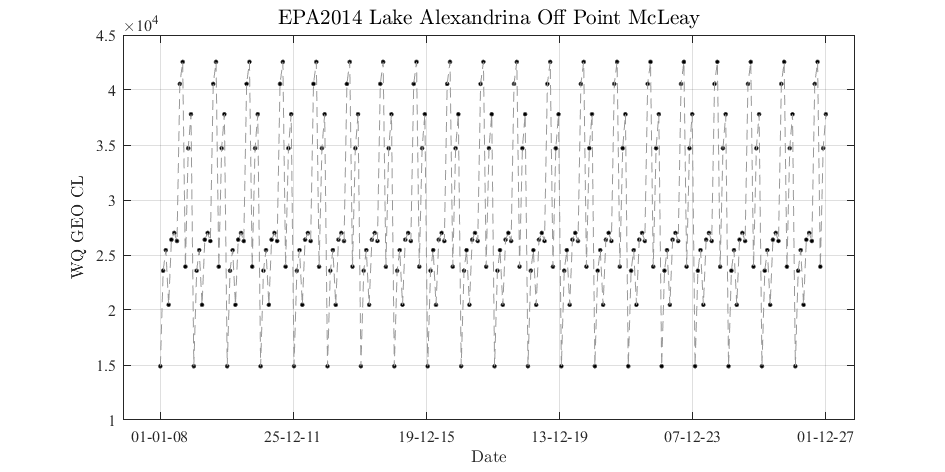 EPA2014 Lake Alexandrina Off Point McLeay
×10⁴
4.5
4
3.5
3
2.5
2
1.5
1
WQ GEO CL
01-01-08 25-12-11 19-12-15 13-12-19 07-12-23 01-12-27
Date